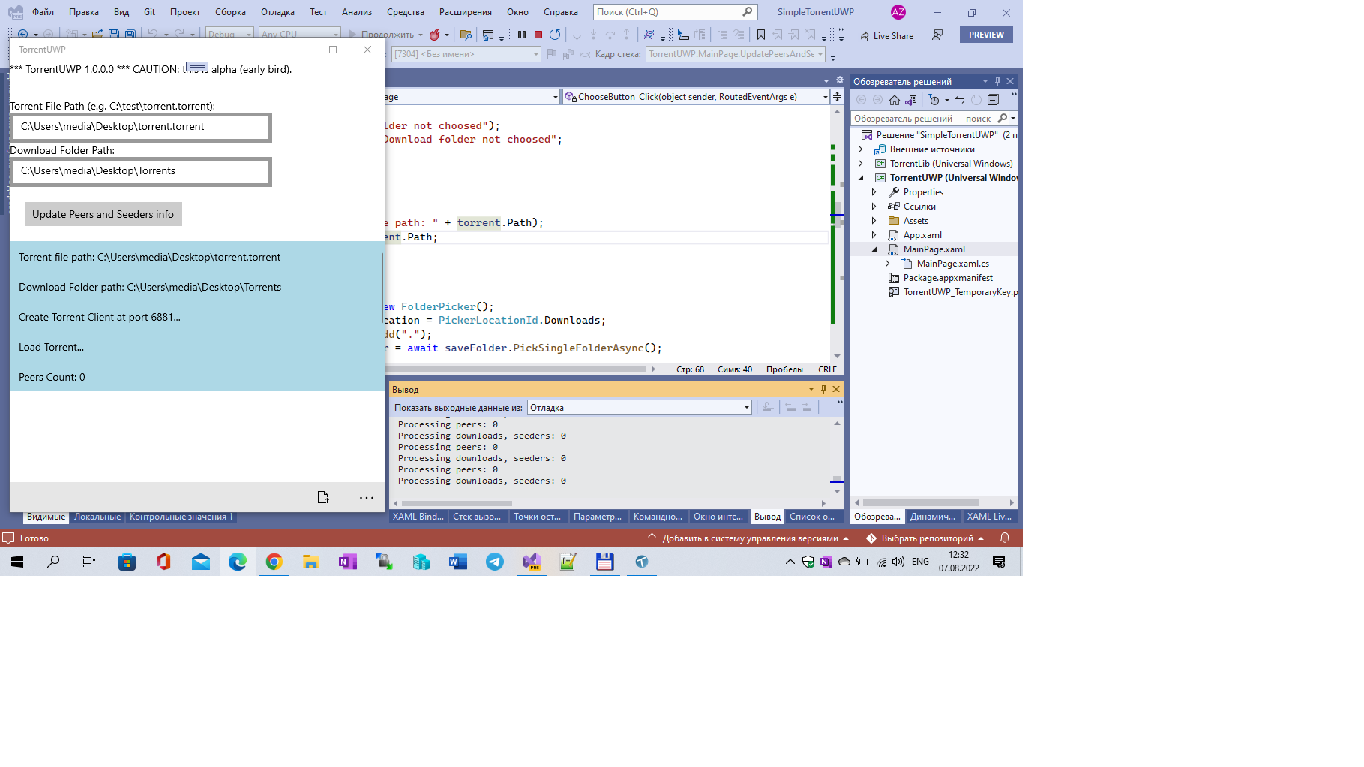 Файл Правка Вид Git Проект Сборка Отладка Тест Анализ Средства Расширения Окно Справка Поиск (Ctrl+Q) SimpleTorrentUWP AZ
Debug Any CPU Продолжить Live Share PREVIEW
[7304] <Без имени> Кадр стека: TorrentUWP.MainPage.UpdatePeersAndSe
TorrentUWP
*** TorrentUWP 1.0.0.0 *** CAUTION: alpha (early bird).
Torrent File Path (e.g. C:\test\torrent.torrent):
C:\Users\media\Desktop\torrent.torrent
Download Folder Path:
C:\Users\media\Desktop\Torrents
Update Peers and Seeders info
Torrent file path: C:\Users\media\Desktop\torrent.torrent
Download Folder path: C:\Users\media\Desktop\Torrents
Create Torrent Client at port 6881...
Load Torrent...
Peers Count: 0
age ChooseButton_Click(object sender, RoutedEventArgs e)
lder not choosed");
Download folder not choosed";
e path: " + torrent.Path);
ent.Path;
ew FolderPicker();
cation = PickerLocationId.Downloads;
dd(".");
r = await saveFolder.PickSingleFolderAsync();
Стр: 68 Симв: 40 Пробелы CRLF
Вывод
Показать выходные данные из: Отладка
Processing peers: 0
Processing downloads, seeders: 0
Processing peers: 0
Processing downloads, seeders: 0
Processing peers: 0
Processing downloads, seeders: 0
Обозреватель решений
Обозреватель решений — поиск
Решение "SimpleTorrentUWP" (2 п
Внешние источники
TorrentLib (Universal Windows)
TorrentUWP (Universal Windov
Properties
Ссылки
Assets
App.xaml
MainPage.xaml
MainPage.xaml.cs
Package.appxmanifest
TorrentUWP_TemporaryKey.p
Видимые Локальные Контрольные значения 1 XAML Bind... Стек вызо... Точки ост... Параметр... Командно... Окно инте... Вывод Список о... Обозрева... Динамич... XAML Liv...
Готово Добавить в систему управления версиями Выбрать репозиторий
ENG 12:32
07.08.2022